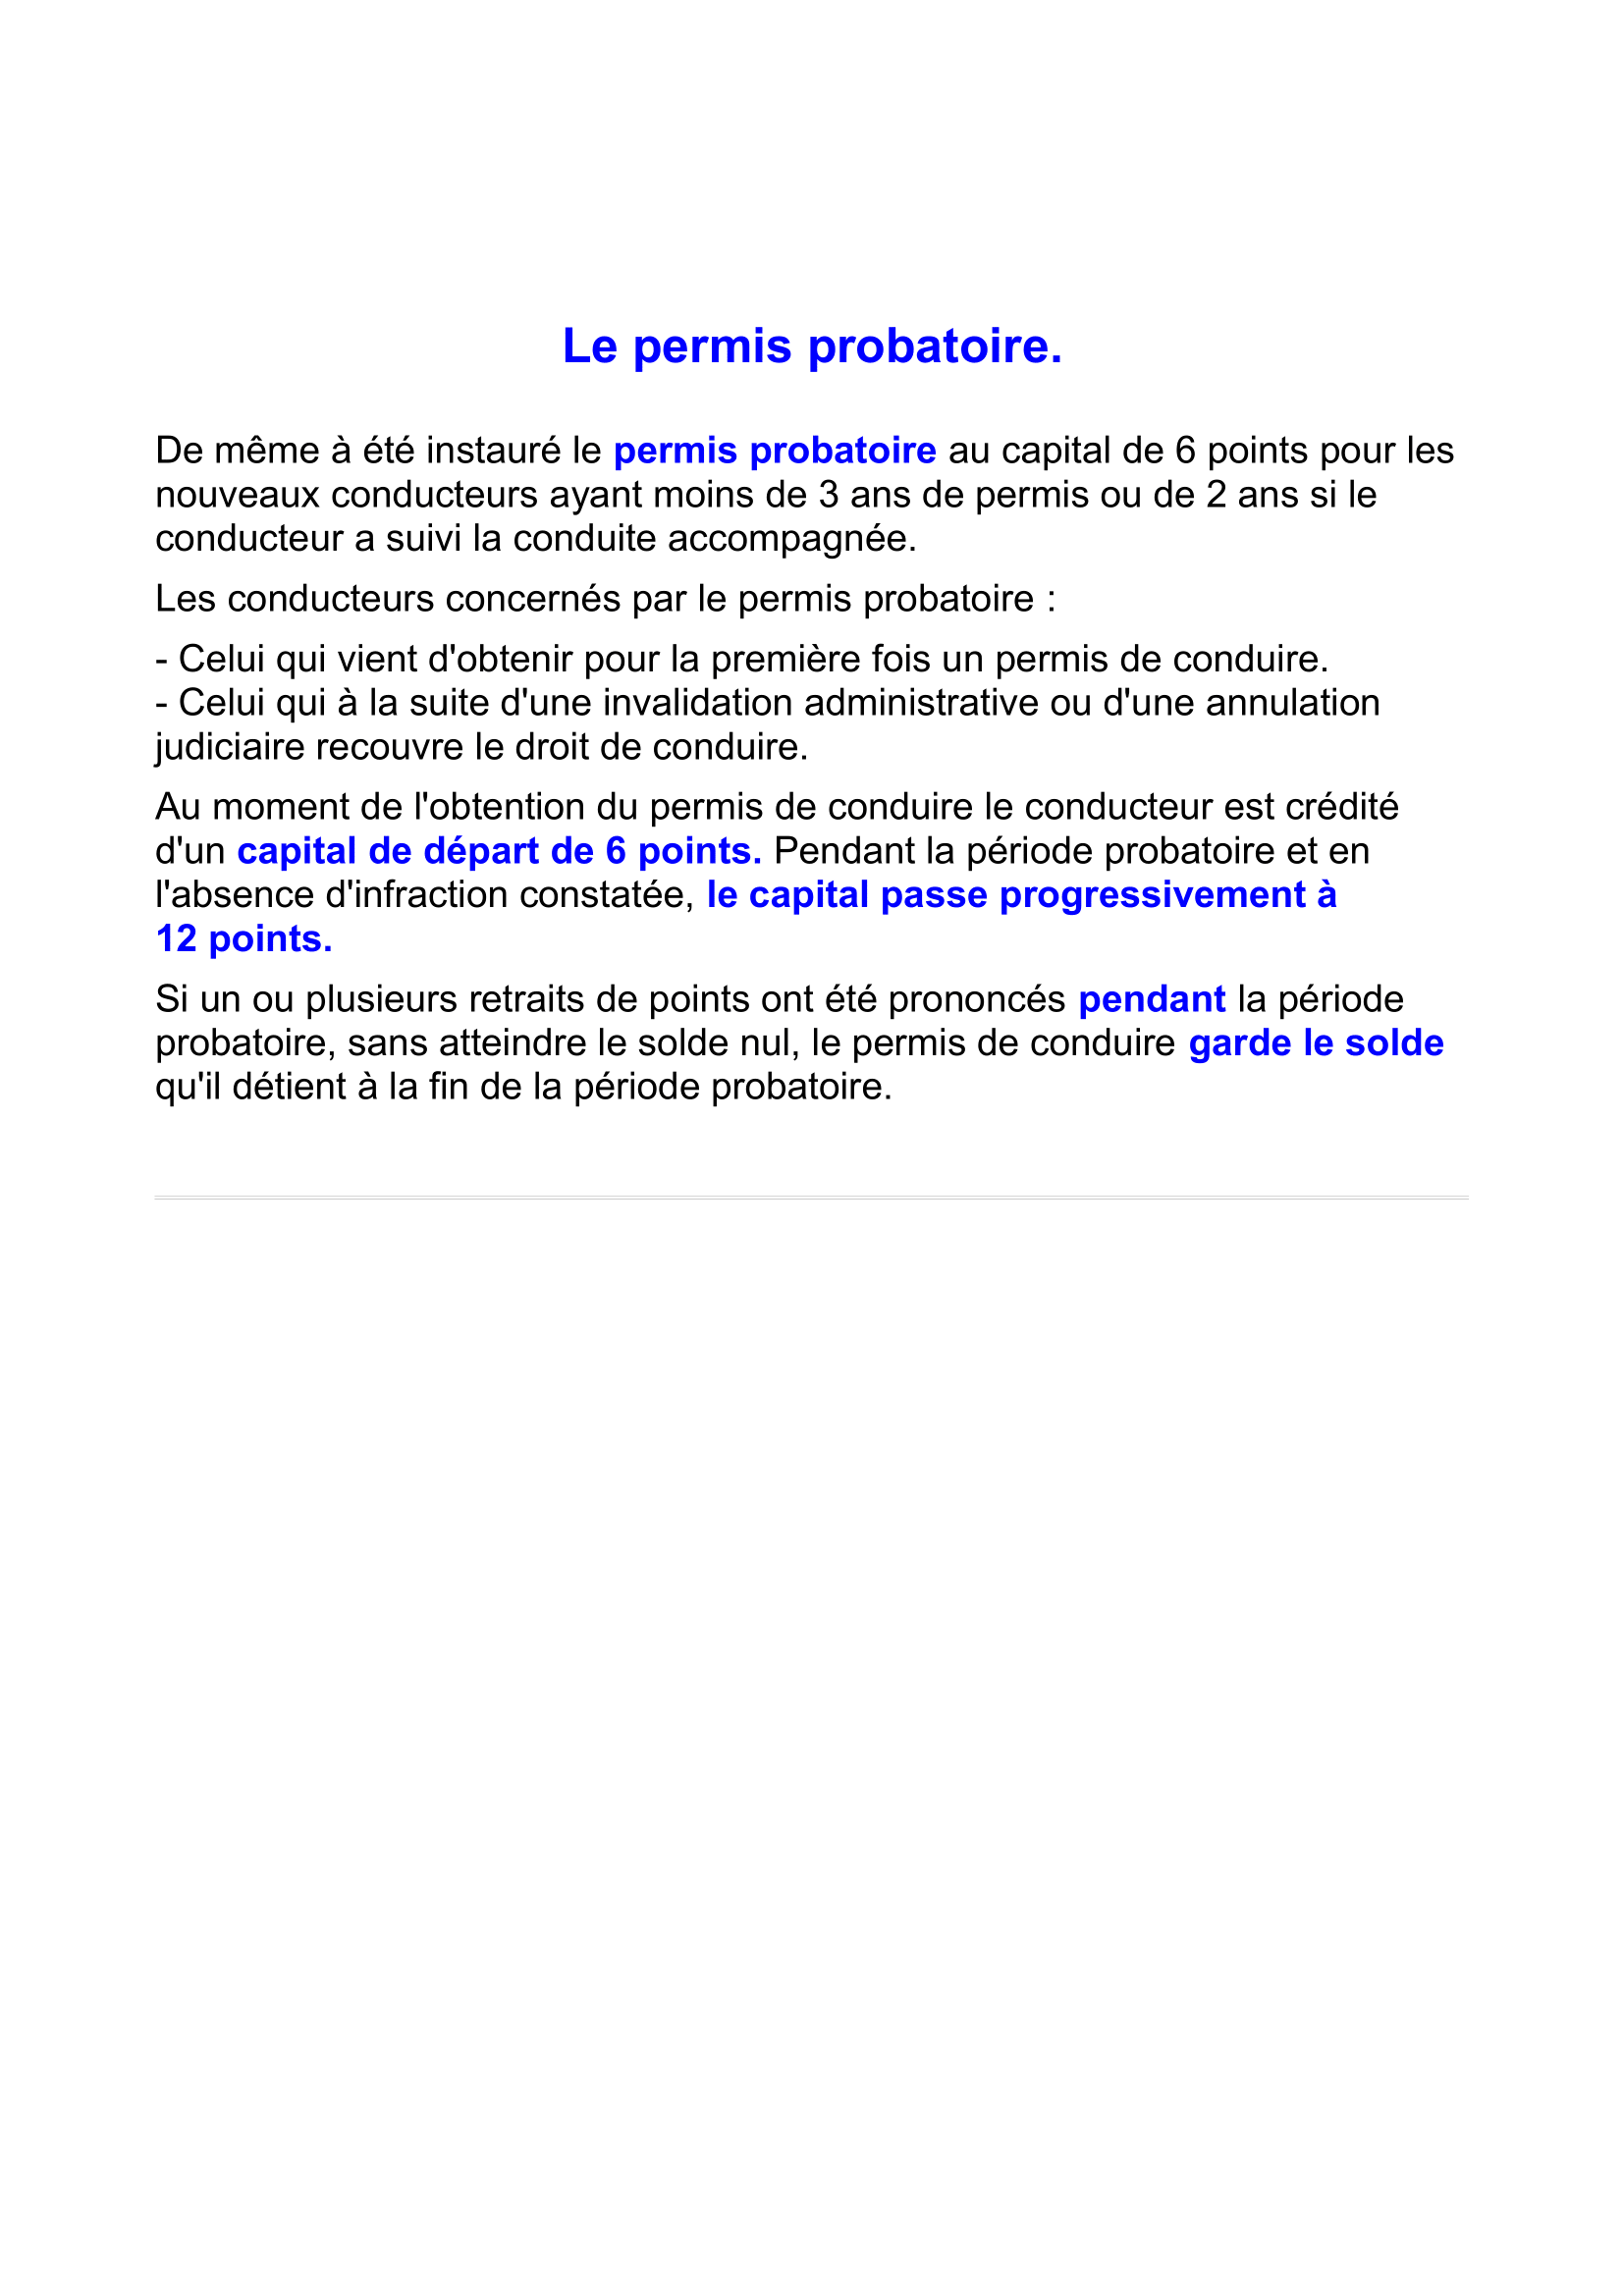 Le permis probatoire.
De même à été instauré le permis probatoire au capital de 6 points pour les
nouveaux conducteurs ayant moins de 3 ans de permis ou de 2 ans si le
conducteur a suivi la conduite accompagnée.
Les conducteurs concernés par le permis probatoire :
- Celui qui vient d'obtenir pour la première fois un permis de conduire.
- Celui qui à la suite d'une invalidation administrative ou d'une annulation
judiciaire recouvre le droit de conduire.
Au moment de l'obtention du permis de conduire le conducteur est crédité
d'un capital de départ de 6 points. Pendant la période probatoire et en
l'absence d'infraction constatée, le capital passe progressivement à
12 points.
Si un ou plusieurs retraits de points ont été prononcés pendant la période
probatoire, sans atteindre le solde nul, le permis de conduire garde le solde
qu'il détient à la fin de la période probatoire.